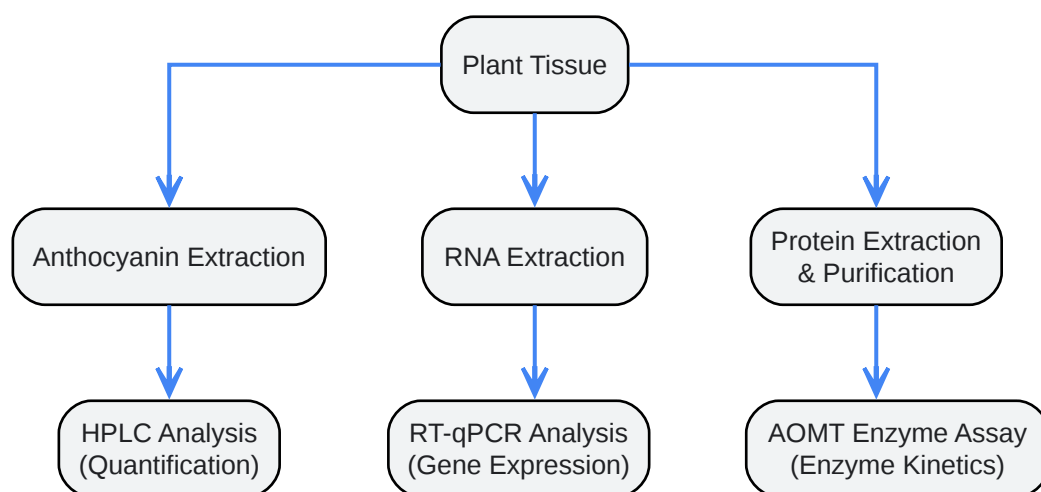 Plant Tissue
Anthocyanin Extraction
RNA Extraction
Protein Extraction
& Purification
HPLC Analysis
(Quantification)
RT-qPCR Analysis
(Gene Expression)
AOMT Enzyme Assay
(Enzyme Kinetics)